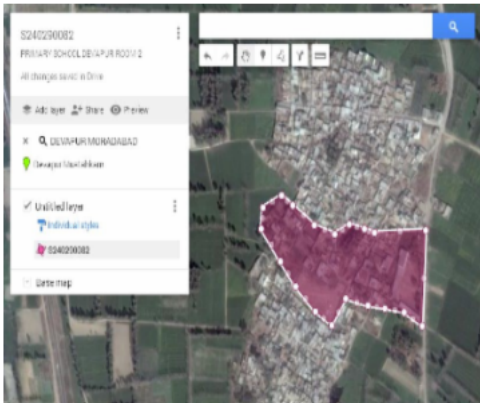 S240290082
PRIMARY SCHOOL DEVAPUR ROOM 2
All changes saved in Drive
Add layer Share Preview
DEVAPUR MORADABAD
Devapur
Untitled layer
Individual styles
S240290082
Base map